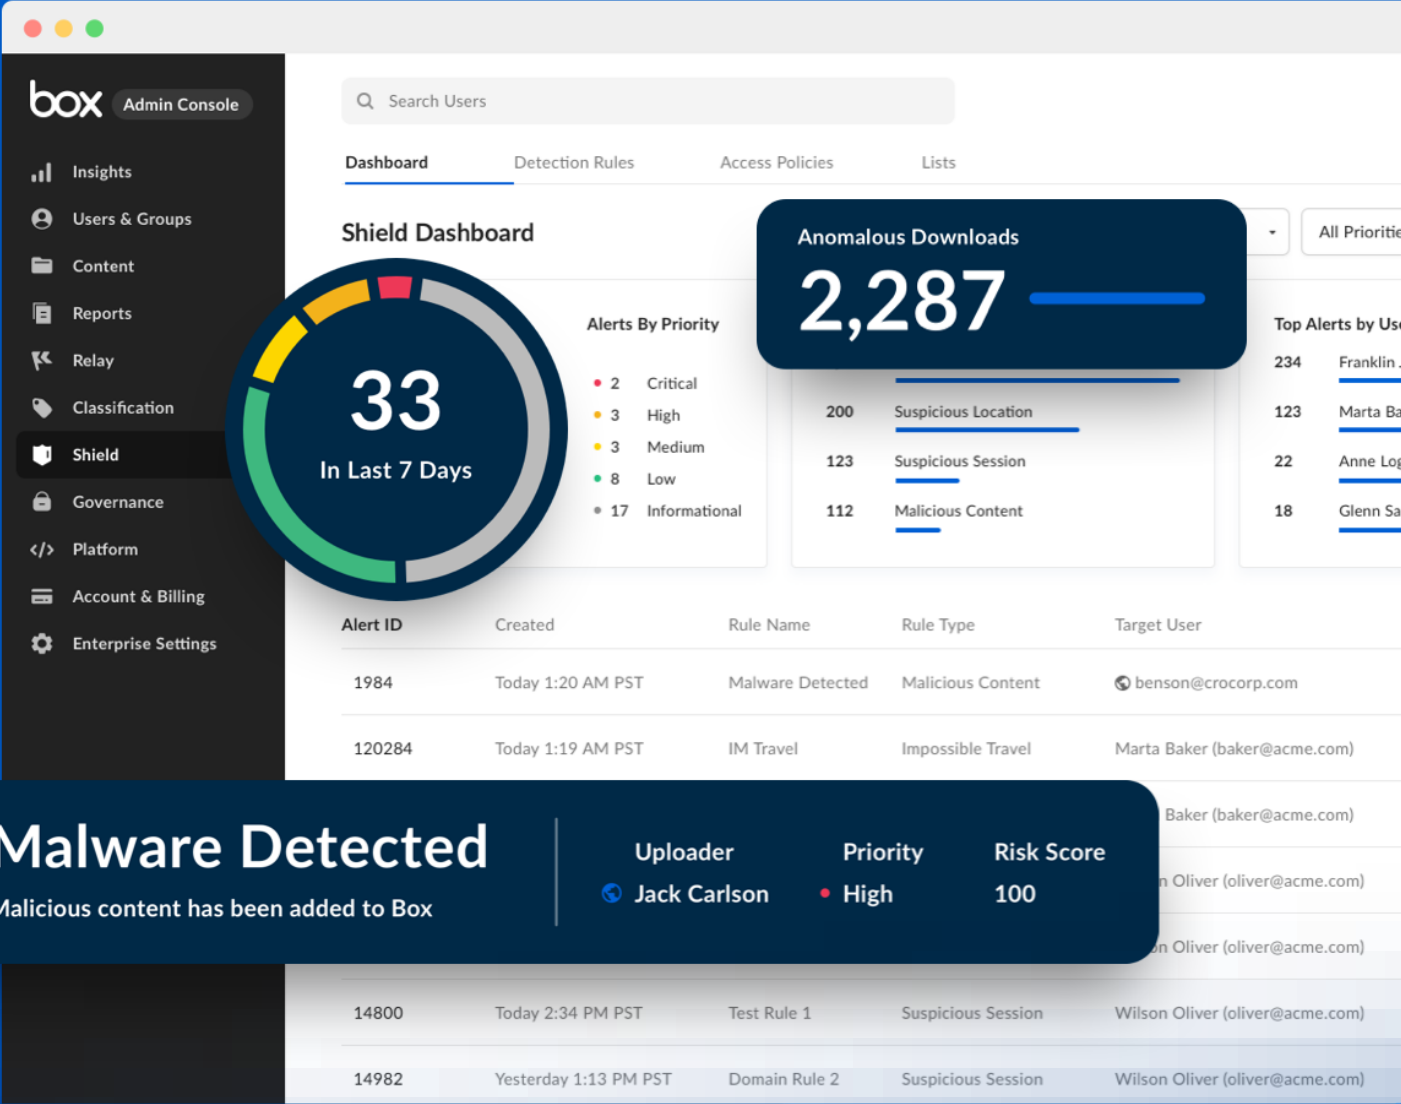 box Admin Console
Search Users
Insights
Users & Groups
Content
Reports
Relay
Classification
Shield
Governance
Platform
Account & Billing
Enterprise Settings
Dashboard Detection Rules Access Policies Lists
Shield Dashboard
All Prioritie
Anomalous Downloads
2,287
33
In Last 7 Days
Alerts By Priority
2 Critical
3 High
3 Medium
8 Low
17 Informational
200 Suspicious Location
123 Suspicious Session
112 Malicious Content
Top Alerts by Use
234 Franklin
123 Marta Ba
22 Anne Log
18 Glenn Sa
Alert ID Created Rule Name Rule Type Target User
1984 Today 1:20 AM PST Malware Detected Malicious Content benson@crocorp.com
120284 Today 1:19 AM PST IM Travel Impossible Travel Marta Baker (baker@acme.com)
Baker (baker@acme.com)
n Oliver (oliver@acme.com)
on Oliver (oliver@acme.com)
Malware Detected
Malicious content has been added to Box
Uploader Priority Risk Score
Jack Carlson High 100
14800 Today 2:34 PM PST Test Rule 1 Suspicious Session Wilson Oliver (oliver@acme.com)
14982 Yesterday 1:13 PM PST Domain Rule 2 Suspicious Session Wilson Oliver (oliver@acme.com)